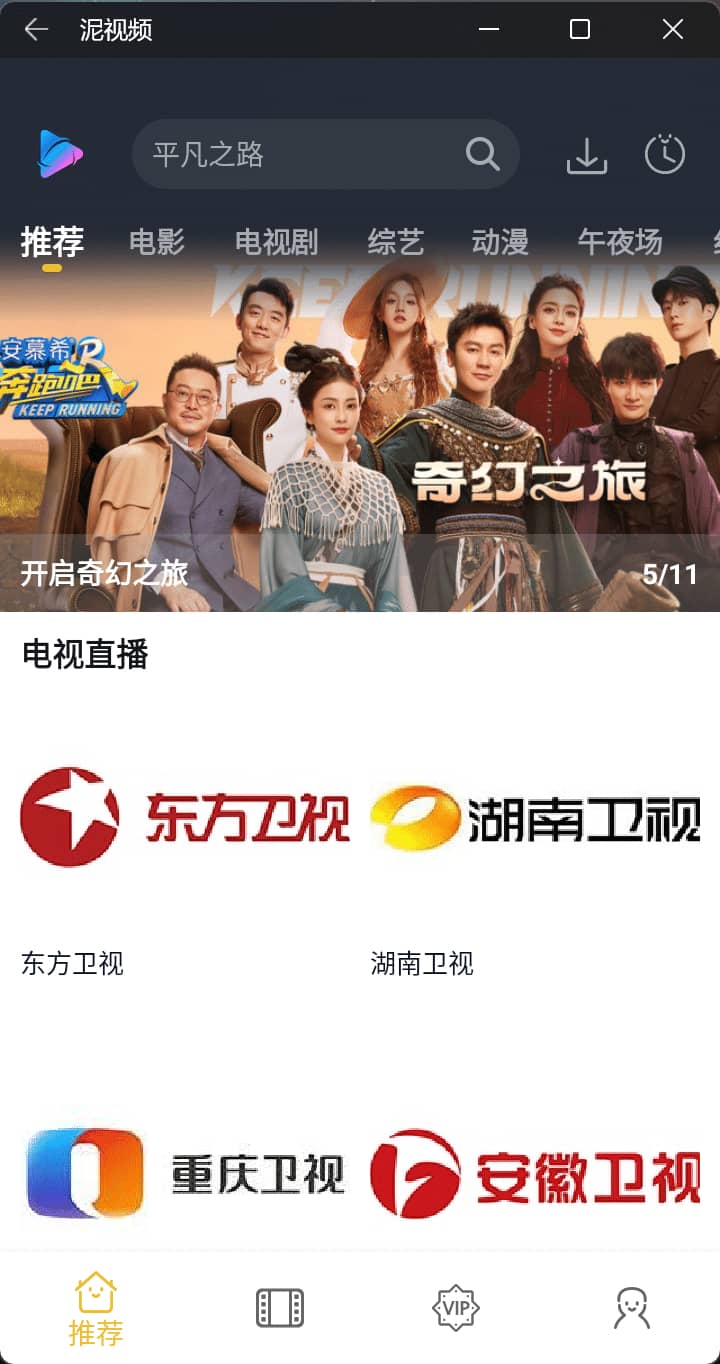 泥视频
平凡之路
推荐 电影 电视剧 综艺 动漫 午夜场
KEEP RUNNING
安慕希
奔跑吧
KEEP RUNNING
奇幻之旅
开启奇幻之旅 5/11
电视直播
东方卫视 湖南卫视
东方卫视 湖南卫视
重庆卫视 安徽卫视
VIP
推荐